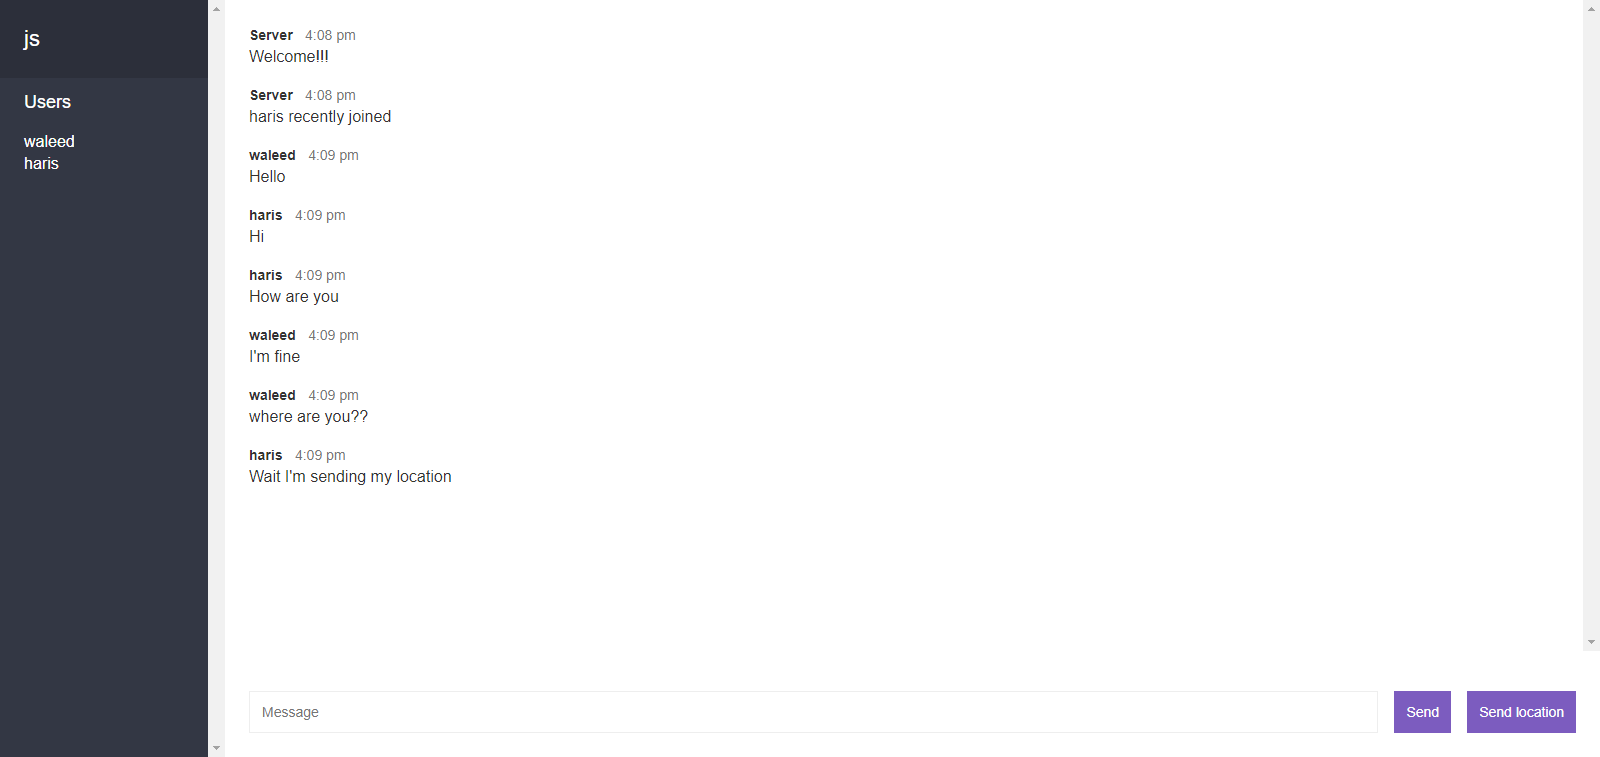 js
Users
waleed
haris
Server 4:08 pm
Welcome!!!
Server 4:08 pm
haris recently joined
waleed 4:09 pm
Hello
haris 4:09 pm
Hi
haris 4:09 pm
How are you
waleed 4:09 pm
I'm fine
waleed 4:09 pm
where are you??
haris 4:09 pm
Wait I'm sending my location
Message Send Send location